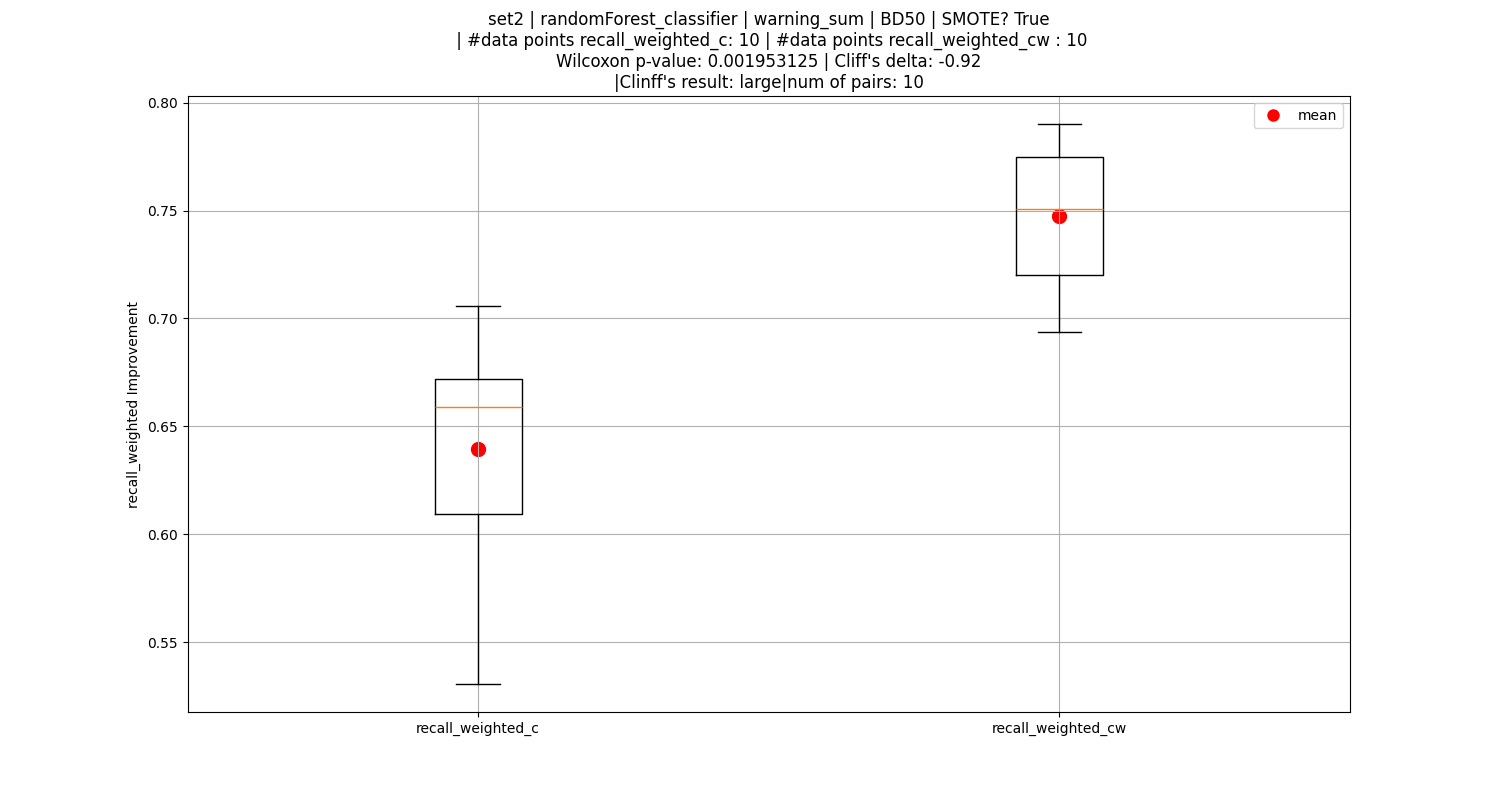 set2 | randomForest_classifier | warning_sum | BD50 | SMOTE? True
| #data points recall_weighted_c: 10 | #data points recall_weighted_cw : 10
Wilcoxon p-value: 0.001953125 | Cliff's delta: -0.92
|Clinff's result: large|num of pairs: 10
mean
recall_weighted Improvement
0.80
0.75
0.70
0.65
0.60
0.55
recall_weighted_c
recall_weighted_cw